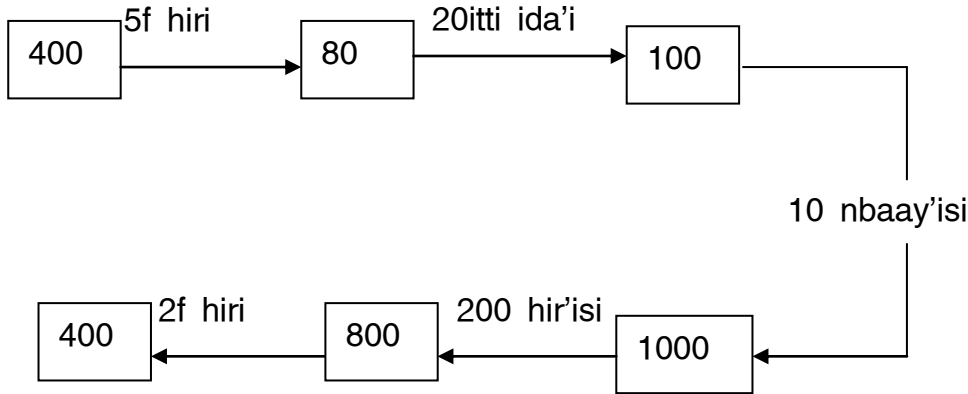 5f hiri 20itti ida’i
400 80 100
10 nbaay’isi
2f hiri 200 hir’isi
400 800 1000